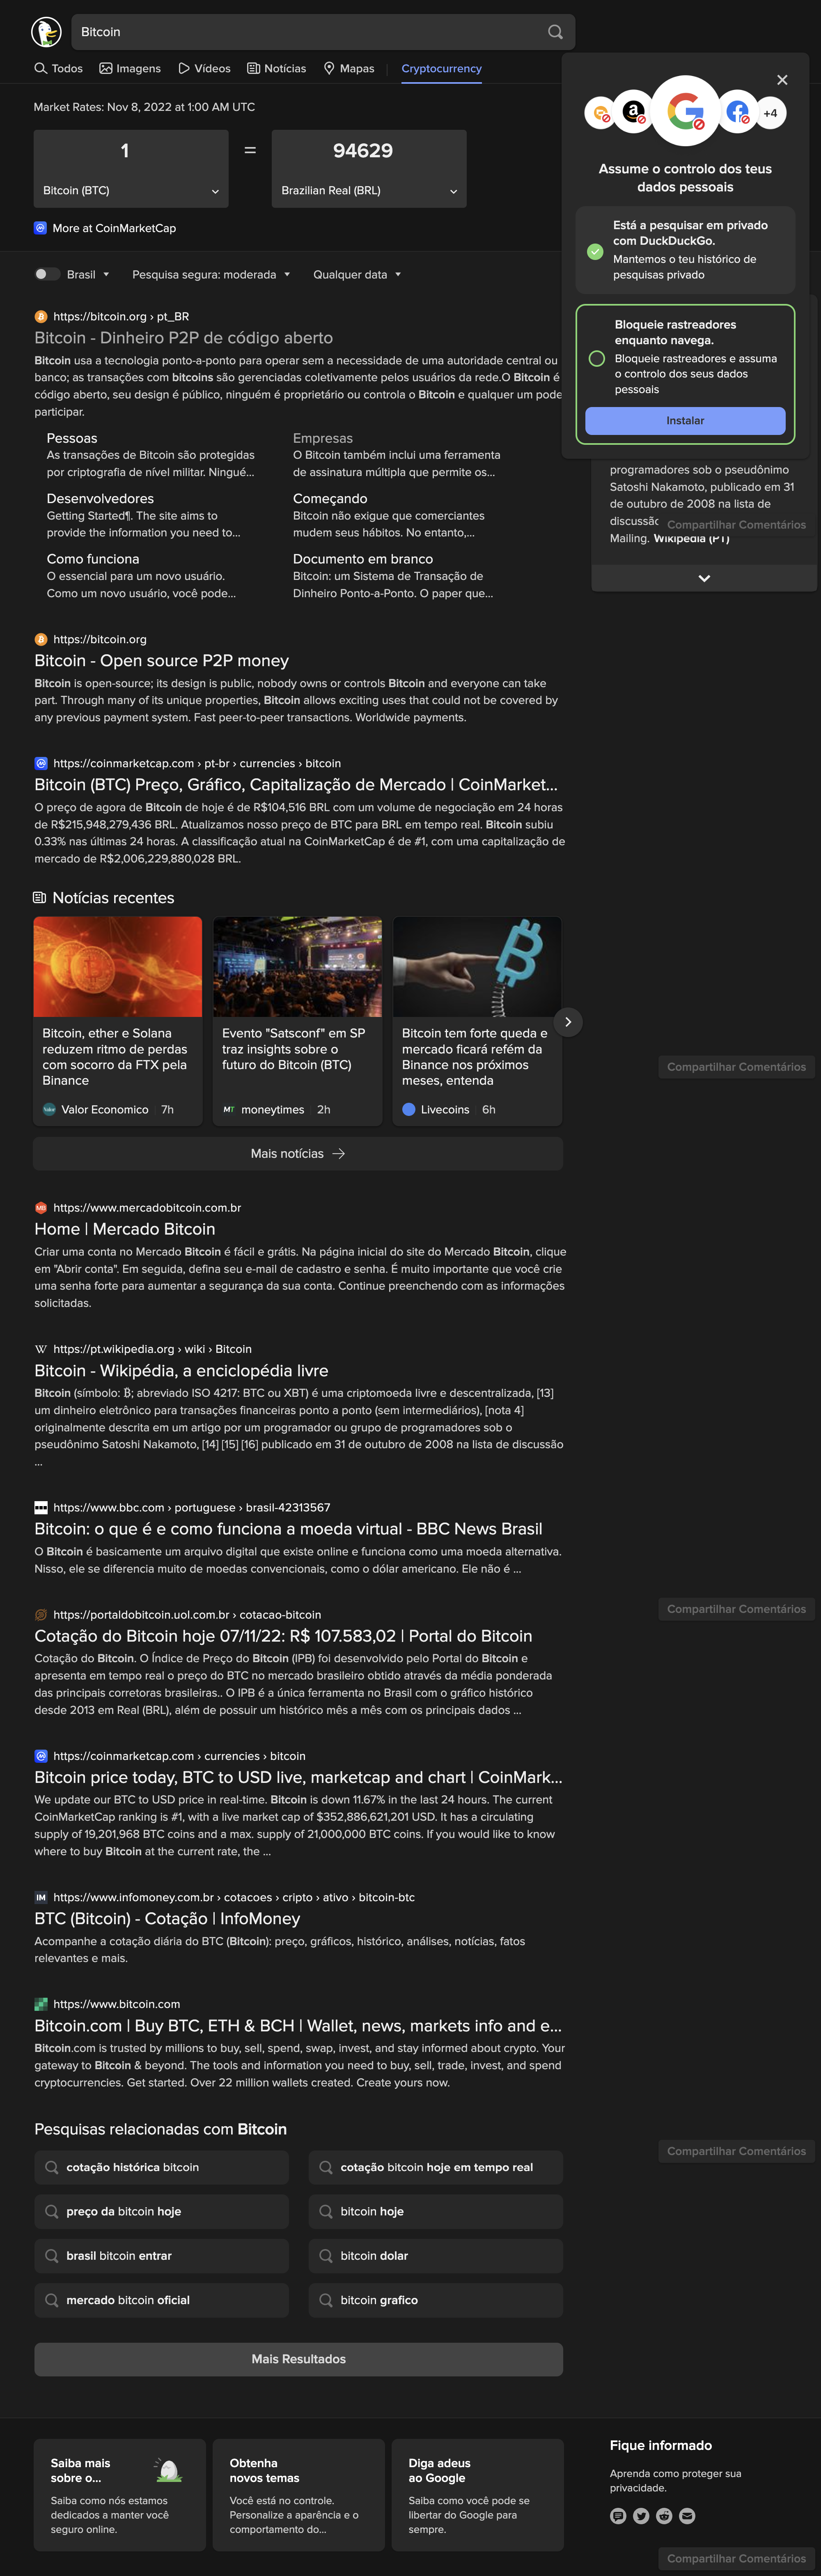 Bitcoin
Todos
Imagens
Vídeos
Notícias
Mapas
Cryptocurrency
Market Rates: Nov 8, 2022 at 1:00 AM UTC
1
=
94629
Bitcoin (BTC)
Brazilian Real (BRL)
More at CoinMarketCap
Brasil
Pesquisa segura: moderada
Qualquer data
+4
Assume o controlo dos teus
dados pessoais
Está a pesquisar em privado
com DuckDuckGo.
Mantemos o teu histórico de
pesquisas privado
Bloqueie rastreadores
enquanto navega.
Bloqueie rastreadores e assuma
o controlo dos seus dados
pessoais
Instalar
programadores sob o pseudônimo
Satoshi Nakamoto, publicado em 31
de outubro de 2008 na lista de
discussão
Compartilhar Comentários
Mailing. Wikipedia (PT)
https://bitcoin.org › pt_BR
Bitcoin - Dinheiro P2P de código aberto
Bitcoin usa a tecnologia ponto-a-ponto para operar sem a necessidade de uma autoridade central ou
banco; as transações com bitcoins são gerenciadas coletivamente pelos usuários da rede.O Bitcoin é
código aberto, seu design é público, ninguém é proprietário ou controla o Bitcoin e qualquer um pode
participar.
Pessoas
As transações de Bitcoin são protegidas
por criptografia de nível militar. Ningué...
Empresas
O Bitcoin também inclui uma ferramenta
de assinatura múltipla que permite os...
Desenvolvedores
Getting Started¶. The site aims to
provide the information you need to...
Começando
Bitcoin não exigue que comerciantes
mudem seus hábitos. No entanto,...
Como funciona
O essencial para um novo usuário.
Como um novo usuário, você pode...
Documento em branco
Bitcoin: um Sistema de Transação de
Dinheiro Ponto-a-Ponto. O paper que...
https://bitcoin.org
Bitcoin - Open source P2P money
Bitcoin is open-source; its design is public, nobody owns or controls Bitcoin and everyone can take
part. Through many of its unique properties, Bitcoin allows exciting uses that could not be covered by
any previous payment system. Fast peer-to-peer transactions. Worldwide payments.
https://coinmarketcap.com › pt-br › currencies › bitcoin
Bitcoin (BTC) Preço, Gráfico, Capitalização de Mercado | CoinMarket...
O preço de agora de Bitcoin de hoje é de R$104,516 BRL com um volume de negociação em 24 horas
de R$215,948,279,436 BRL. Atualizamos nosso preço de BTC para BRL em tempo real. Bitcoin subiu
0.33% nas últimas 24 horas. A classificação atual na CoinMarketCap é de #1, com uma capitalização de
mercado de R$2,006,229,880,028 BRL.
Notícias recentes
Bitcoin, ether e Solana
reduzem ritmo de perdas
com socorro da FTX pela
Binance
Valor Economico 7h
Evento "Satsconf" em SP
traz insights sobre o
futuro do Bitcoin (BTC)
MT moneytimes 2h
Bitcoin tem forte queda e
mercado ficará refém da
Binance nos próximos
meses, entenda
Livecoins 6h
Compartilhar Comentários
Mais notícias
https://www.mercadobitcoin.com.br
Home | Mercado Bitcoin
Criar uma conta no Mercado Bitcoin é fácil e grátis. Na página inicial do site do Mercado Bitcoin, clique
em "Abrir conta". Em seguida, defina seu e-mail de cadastro e senha. É muito importante que você crie
uma senha forte para aumentar a segurança da sua conta. Continue preenchendo com as informações
solicitadas.
https://pt.wikipedia.org › wiki › Bitcoin
Bitcoin - Wikipédia, a enciclopédia livre
Bitcoin (símbolo: ₿; abreviado ISO 4217: BTC ou XBT) é uma criptomoeda livre e descentralizada, [13]
um dinheiro eletrônico para transações financeiras ponto a ponto (sem intermediários), [nota 4]
originalmente descrita em um artigo por um programador ou grupo de programadores sob o
pseudônimo Satoshi Nakamoto, [14] [15] [16] publicado em 31 de outubro de 2008 na lista de discussão
...
https://www.bbc.com › portuguese › brasil-42313567
Bitcoin: o que é e como funciona a moeda virtual - BBC News Brasil
O Bitcoin é basicamente um arquivo digital que existe online e funciona como uma moeda alternativa.
Nisso, ele se diferencia muito de moedas convencionais, como o dólar americano. Ele não é ...
Compartilhar Comentários
https://portaldobitcoin.uol.com.br › cotacao-bitcoin
Cotação do Bitcoin hoje 07/11/22: R$ 107.583,02 | Portal do Bitcoin
Cotação do Bitcoin. O Índice de Preço do Bitcoin (IPB) foi desenvolvido pelo Portal do Bitcoin e
apresenta em tempo real o preço do BTC no mercado brasileiro obtido através da média ponderada
das principais corretoras brasileiras.. O IPB é a única ferramenta no Brasil com o gráfico histórico
desde 2013 em Real (BRL), além de possuir um histórico mês a mês com os principais dados ...
https://coinmarketcap.com › currencies › bitcoin
Bitcoin price today, BTC to USD live, marketcap and chart | CoinMark...
We update our BTC to USD price in real-time. Bitcoin is down 11.67% in the last 24 hours. The current
CoinMarketCap ranking is #1, with a live market cap of $352,886,621,201 USD. It has a circulating
supply of 19,201,968 BTC coins and a max. supply of 21,000,000 BTC coins. If you would like to know
where to buy Bitcoin at the current rate, the ...
IM https://www.infomoney.com.br › cotacoes › cripto › ativo › bitcoin-btc
BTC (Bitcoin) - Cotação | InfoMoney
Acompanhe a cotação diária do BTC (Bitcoin): preço, gráficos, histórico, análises, notícias, fatos
relevantes e mais.
https://www.bitcoin.com
Bitcoin.com | Buy BTC, ETH & BCH | Wallet, news, markets info and e...
Bitcoin.com is trusted by millions to buy, sell, spend, swap, invest, and stay informed about crypto. Your
gateway to Bitcoin & beyond. The tools and information you need to buy, sell, trade, invest, and spend
cryptocurrencies. Get started. Over 22 million wallets created. Create yours now.
Pesquisas relacionadas com Bitcoin
Compartilhar Comentários
cotação histórica bitcoin
cotação bitcoin hoje em tempo real
preço da bitcoin hoje
bitcoin hoje
brasil bitcoin entrar
bitcoin dolar
mercado bitcoin oficial
bitcoin grafico
Mais Resultados
Saiba mais
sobre o...
Saiba como nós estamos
dedicados a manter você
seguro online.
Obtenha
novos temas
Você está no controle.
Personalize a aparência e o
comportamento do...
Diga adeus
ao Google
Saiba como você pode se
libertar do Google para
sempre.
Fique informado
Aprenda como proteger sua
privacidade.
Compartilhar Comentários